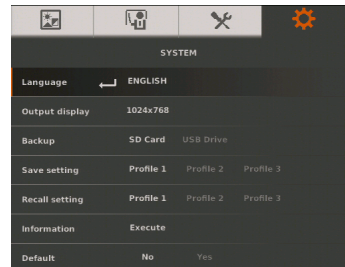 SYSTEM
Language ENGLISH
Output display 1024x768
Backup SD Card USB Drive
Save setting Profile 1 Profile 2 Profile 3
Recall setting Profile 1 Profile 2 Profile 3
Information Execute
Default No Yes